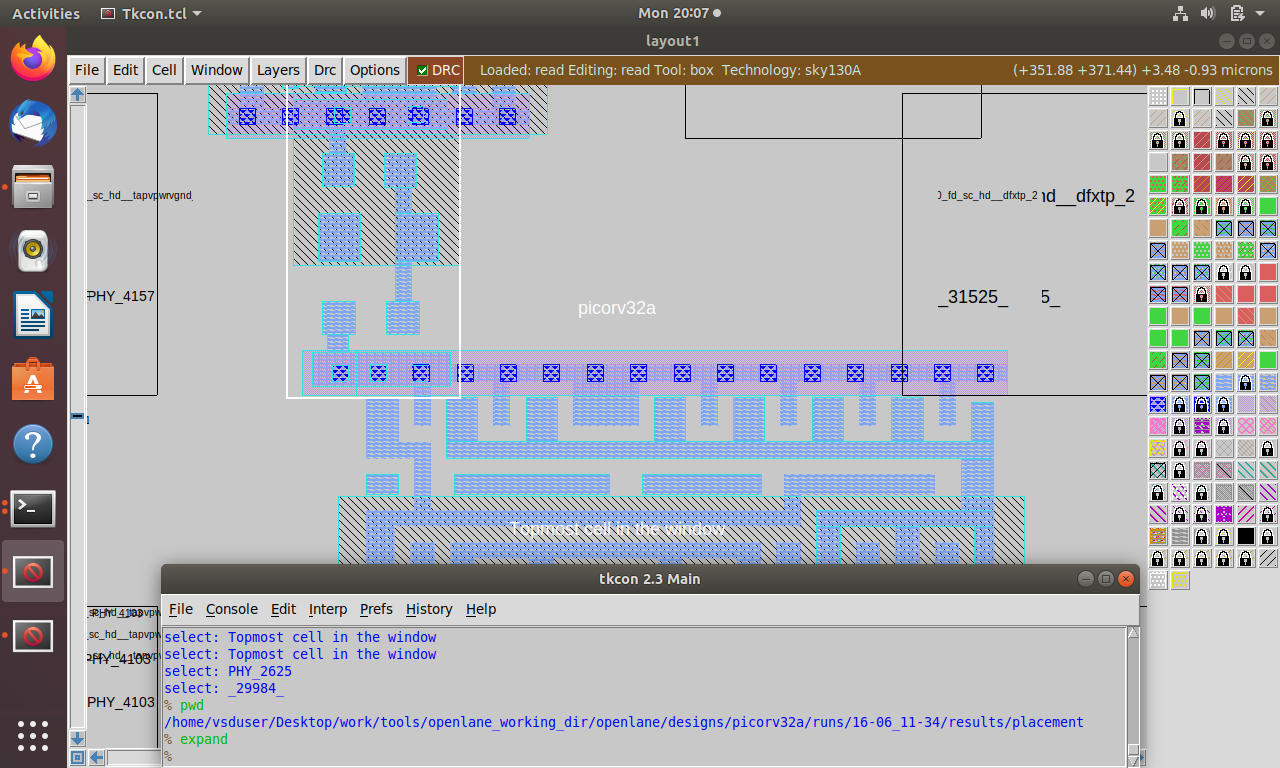 Activities
Tkcon.tcl
Mon 20:07
layout1
File Edit Cell Window Layers Drc Options DRC
Loaded: read Editing: read Tool: box Technology: sky130A
(+351.88 +371.44) +3.48 -0.93 microns
_sc_hd__tapvpwrvgnd_
0_fd_sc_hd__dfxtp_2
hd__dfxtp_2
PHY_4157
_31525_
5_
picorv32a
Topmost cell in the window
PHY_4103
PHY_4103
tkcon 2.3 Main
File Console Edit Interp Prefs History Help
select: Topmost cell in the window
select: Topmost cell in the window
select: PHY_2625
select: _29984_
% pwd
/home/vsduser/Desktop/work/tools/openlane_working_dir/openlane/designs/picorv32a/runs/16-06_11-34/results/placement
% expand
%